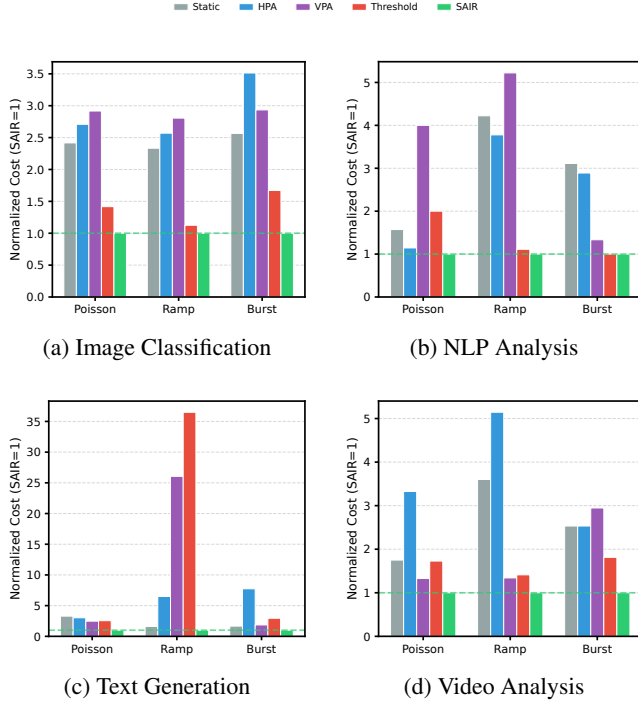 Static HPA VPA Threshold SAIR
Normalized Cost (SAIR=1)
3.5
3.0
2.5
2.0
1.5
1.0
0.5
0.0
Poisson Ramp Burst
(a) Image Classification
Normalized Cost (SAIR=1)
5
4
3
2
1
0
Poisson Ramp Burst
(b) NLP Analysis
Normalized Cost (SAIR=1)
35
30
25
20
15
10
5
0
Poisson Ramp Burst
(c) Text Generation
Normalized Cost (SAIR=1)
5
4
3
2
1
0
Poisson Ramp Burst
(d) Video Analysis